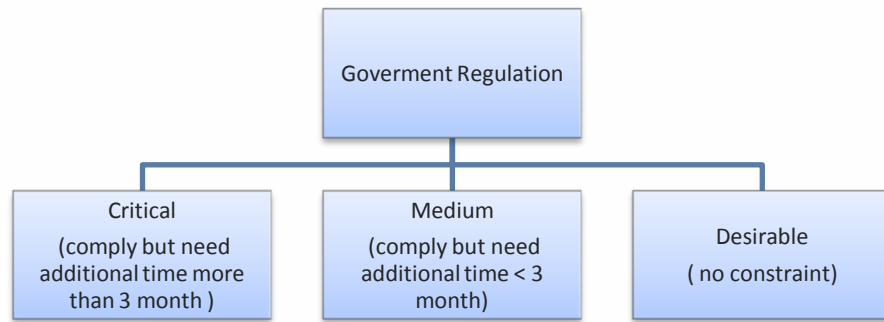 Goverment Regulation
Critical
(comply but need
additional time more
than 3 month )
Medium
(comply but need
additional time < 3
month)
Desirable
( no constraint)